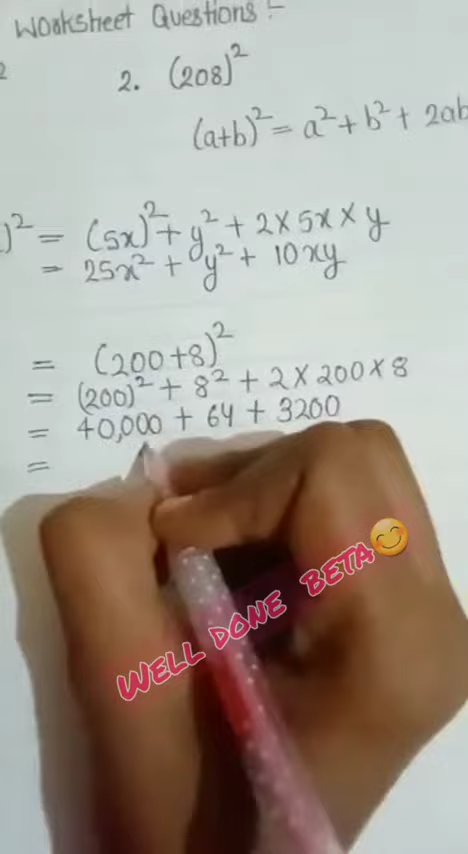 Worksheet Questions :-
2
2. (208)²
(a+b)² = a² + b² + 2ab
)² = (5x)² + y² + 2 × 5x × y
= 25x² + y² + 10xy
= (200+8)²
= (200)² + 8² + 2 × 200 × 8
= 40,000 + 64 + 3200
=
WELL DONE BETA😊